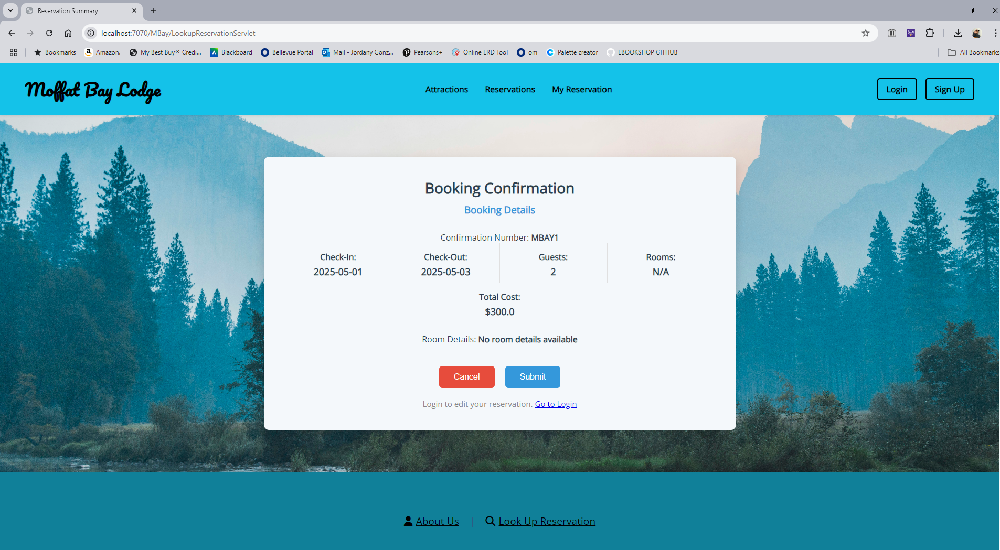 Reservation Summary
localhost:7070/MBay/LookupReservationServlet
Bookmarks Amazon. My Best Buy® Credi... Blackboard Bellevue Portal Mail - Jordany Gonz... Pearsons+ Online ERD Tool om Palette creator EBOOKSHOP GITHUB All Bookmarks
Moffat Bay Lodge Attractions Reservations My Reservation Login Sign Up
Booking Confirmation
Booking Details
Confirmation Number: MBAY1
Check-In: Check-Out: Guests: Rooms:
2025-05-01 2025-05-03 2 N/A
Total Cost:
$300.0
Room Details: No room details available
Cancel Submit
Login to edit your reservation. Go to Login
About Us | Look Up Reservation